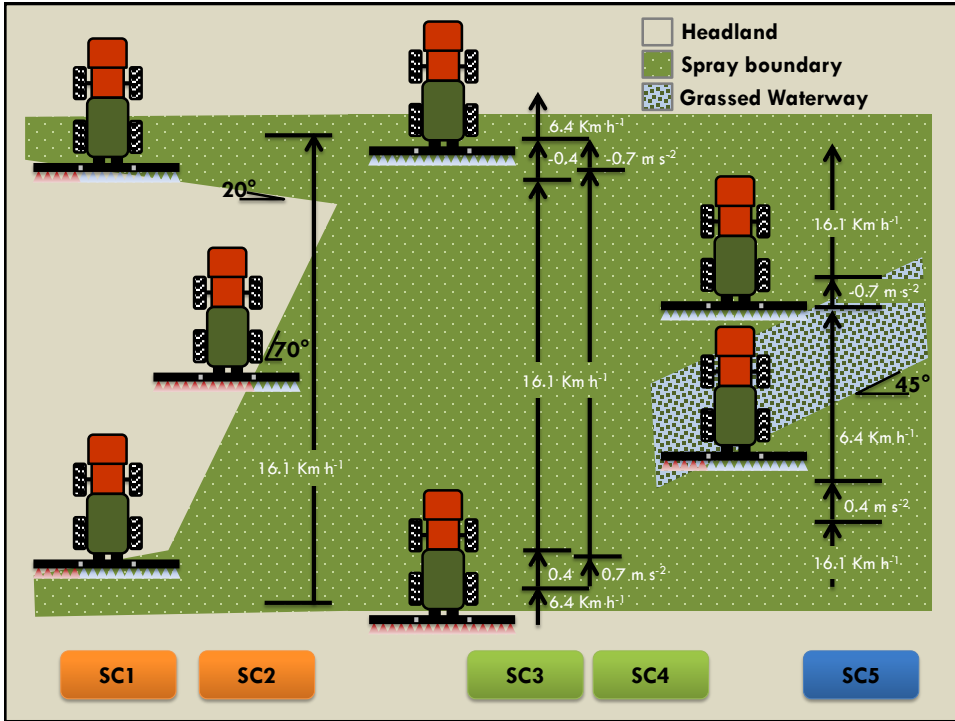 Headland
Spray boundary
Grassed Waterway
6.4 Km h⁻¹
-0.4
-0.7 m s⁻²
20°
16.1 Km h⁻¹
-0.7 m s⁻²
70°
16.1 Km h⁻¹
45°
6.4 Km h⁻¹
16.1 Km h⁻¹
0.4 m s⁻²
0.4
0.7 m s⁻²
16.1 Km h⁻¹
6.4 Km h⁻¹
SC1
SC2
SC3
SC4
SC5